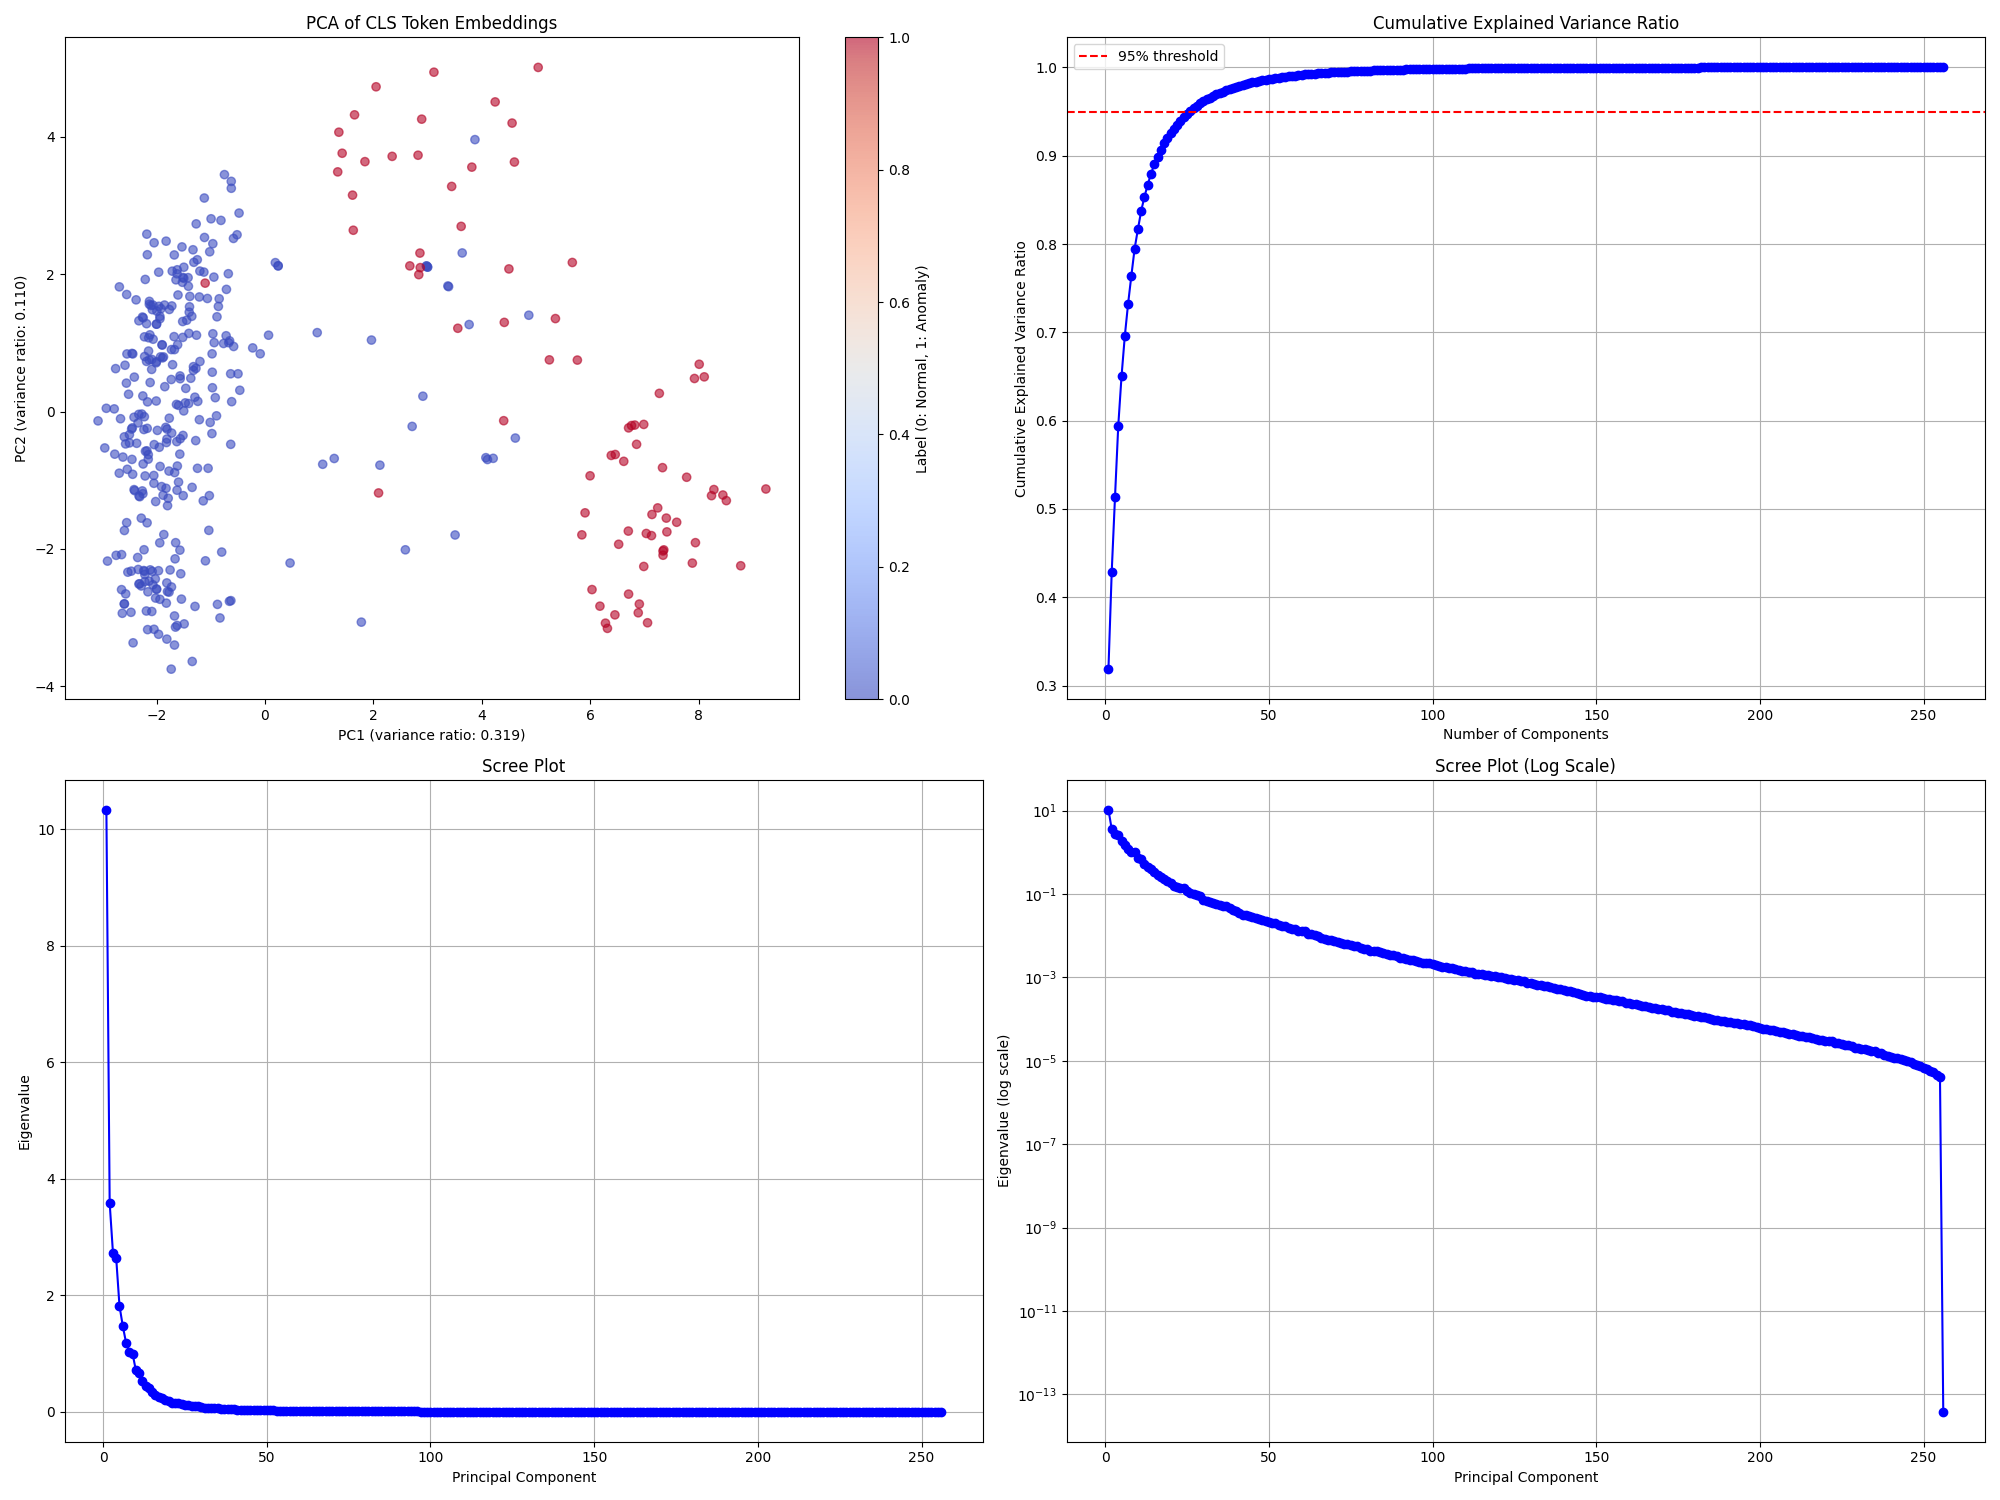 PCA of CLS Token Embeddings
4
2
0
−2
−4
PC2 (variance ratio: 0.110)
−2 0 2 4 6 8
PC1 (variance ratio: 0.319)
1.0
0.8
0.6
0.4
0.2
0.0
Label (0: Normal, 1: Anomaly)
Cumulative Explained Variance Ratio
95% threshold
1.0
0.9
0.8
0.7
0.6
0.5
0.4
0.3
Cumulative Explained Variance Ratio
0 50 100 150 200 250
Number of Components
Scree Plot
10
8
6
4
2
0
Eigenvalue
0 50 100 150 200 250
Principal Component
Scree Plot (Log Scale)
10¹
10⁻¹
10⁻³
10⁻⁵
10⁻⁷
10⁻⁹
10⁻¹¹
10⁻¹³
Eigenvalue (log scale)
0 50 100 150 200 250
Principal Component